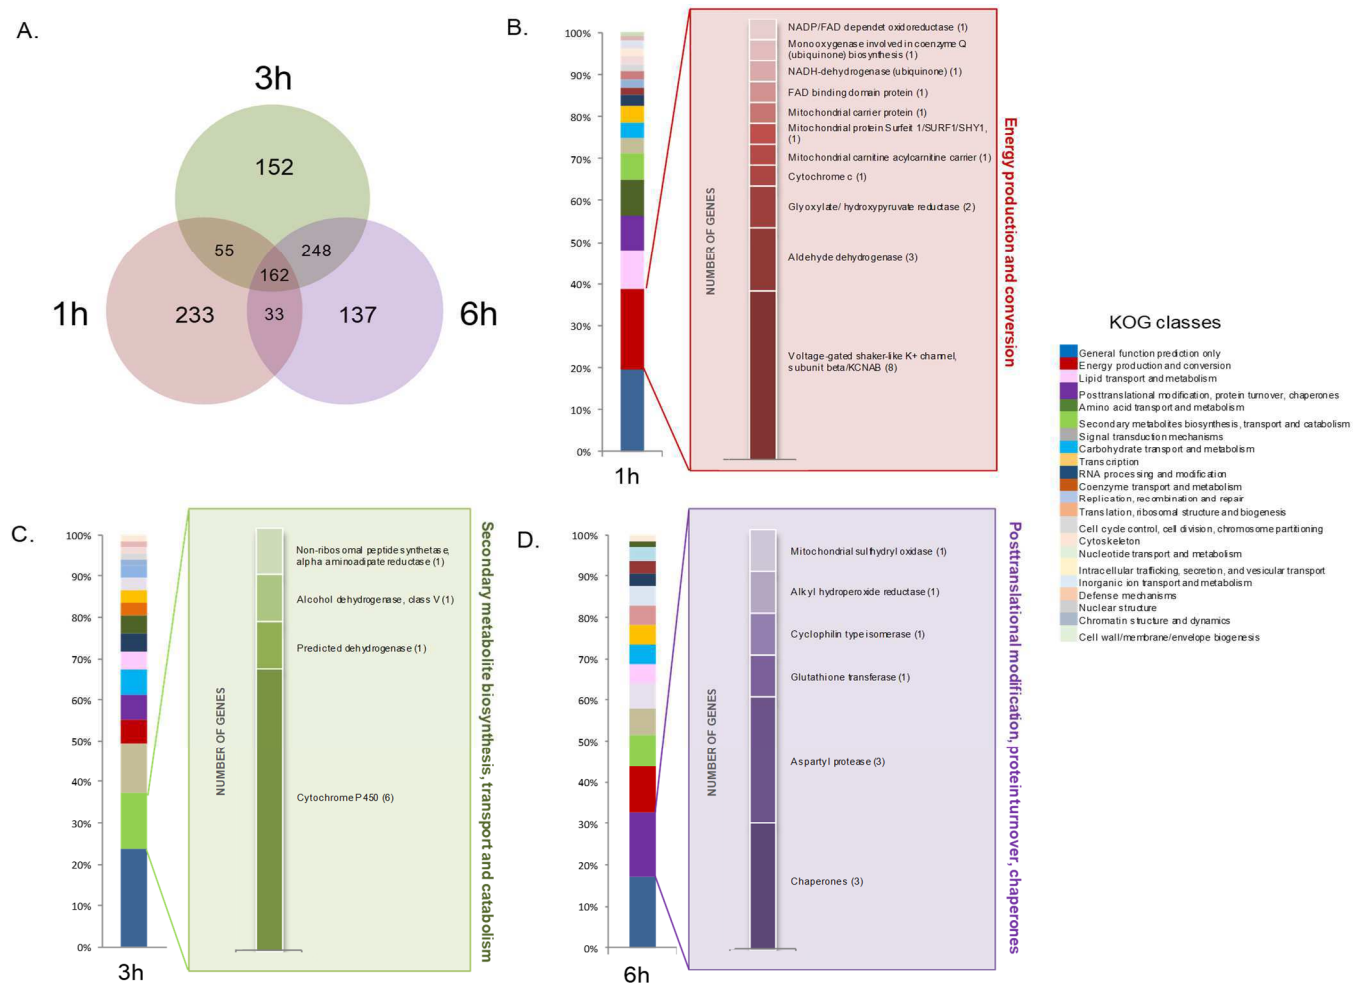 A.
3h
152
55
248
162
1h
233
33
137
6h
B.
100%
90%
80%
70%
60%
50%
40%
30%
20%
10%
0%
1h
NUMBER OF GENES
NADP/FAD dependet oxidoreductase (1)
Monooxygenase involved in coenzyme Q
(ubiquinone) biosynthesis (1)
NADH-dehydrogenase (ubiquinone) (1)
FAD binding domain protein (1)
Mitochondrial carrier protein (1)
Mitochondrial protein Surfeit 1/SURF1/SHY1,
(1)
Mitochondrial carnitine acylcarnitine carrier (1)
Cytochrome c (1)
Glyoxylate/ hydroxypyruvate reductase (2)
Aldehyde dehydrogenase (3)
Voltage-gated shaker-like K+ channel,
subunit beta/KCNAB (8)
Energy production and conversion
KOG classes
General function prediction only
Energy production and conversion
Lipid transport and metabolism
Posttranslational modification, protein turnover, chaperones
Amino acid transport and metabolism
Secondary metabolites biosynthesis, transport and catabolism
Signal transduction mechanisms
Carbohydrate transport and metabolism
Transcription
RNA processing and modification
Coenzyme transport and metabolism
Replication, recombination and repair
Translation, ribosomal structure and biogenesis
Cell cycle control, cell division, chromosome partitioning
Cytoskeleton
Nucleotide transport and metabolism
Intracellular trafficking, secretion, and vesicular transport
Inorganic ion transport and metabolism
Defense mechanisms
Nuclear structure
Chromatin structure and dynamics
Cell wall/membrane/envelope biogenesis
C.
100%
90%
80%
70%
60%
50%
40%
30%
20%
10%
0%
3h
NUMBER OF GENES
Non-ribosomal peptide synthetase,
alpha aminoadipate reductase (1)
Alcohol dehydrogenase, class V (1)
Predicted dehydrogenase (1)
Cytochrome P450 (6)
Secondary metabolite biosynthesis, transport and catabolism
D.
100%
90%
80%
70%
60%
50%
40%
30%
20%
10%
0%
6h
NUMBER OF GENES
Mitochondrial sulfhydryl oxidase (1)
Alkyl hydroperoxide reductase (1)
Cyclophilin type isomerase (1)
Glutathione transferase (1)
Aspartyl protease (3)
Chaperones (3)
Posttranslational modification, protein turnover, chaperones